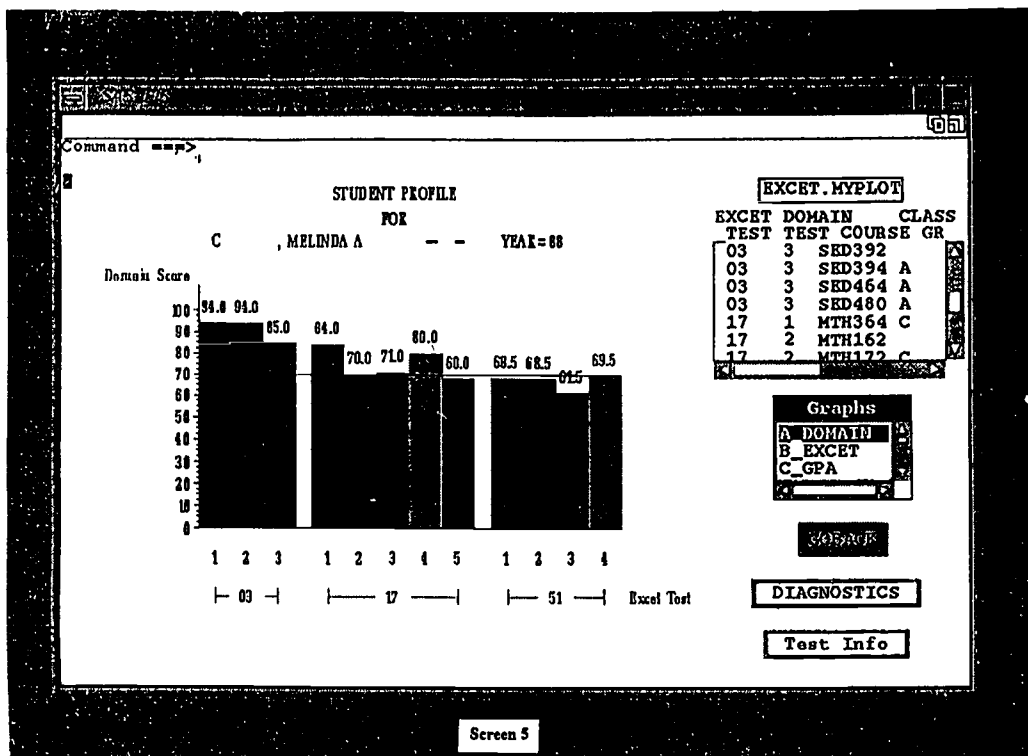 Command ===>
STUDENT PROFILE
FOR
C , MELINDA A - - YEAR=88
Domain Score
100
90
80
70
60
50
40
30
20
10
0
94.0 94.0 85.0 84.0 70.0 71.0 80.0 68.5 68.5 61.5 69.5
1 2 3 1 2 3 4 5 1 2 3 4
03 17 51 Excet Test
EXCET.MYPLOT
EXCET DOMAIN CLASS
TEST TEST COURSE GR
03 3 SED392
03 3 SED394 A
03 3 SED464 A
03 3 SED480 A
17 1 MTH364 C
17 2 MTH162
17 2 MTH172 C
Graphs
A_DOMAIN
B_EXCET
C_GPA
GOBACK
DIAGNOSTICS
Test Info
Screen 5